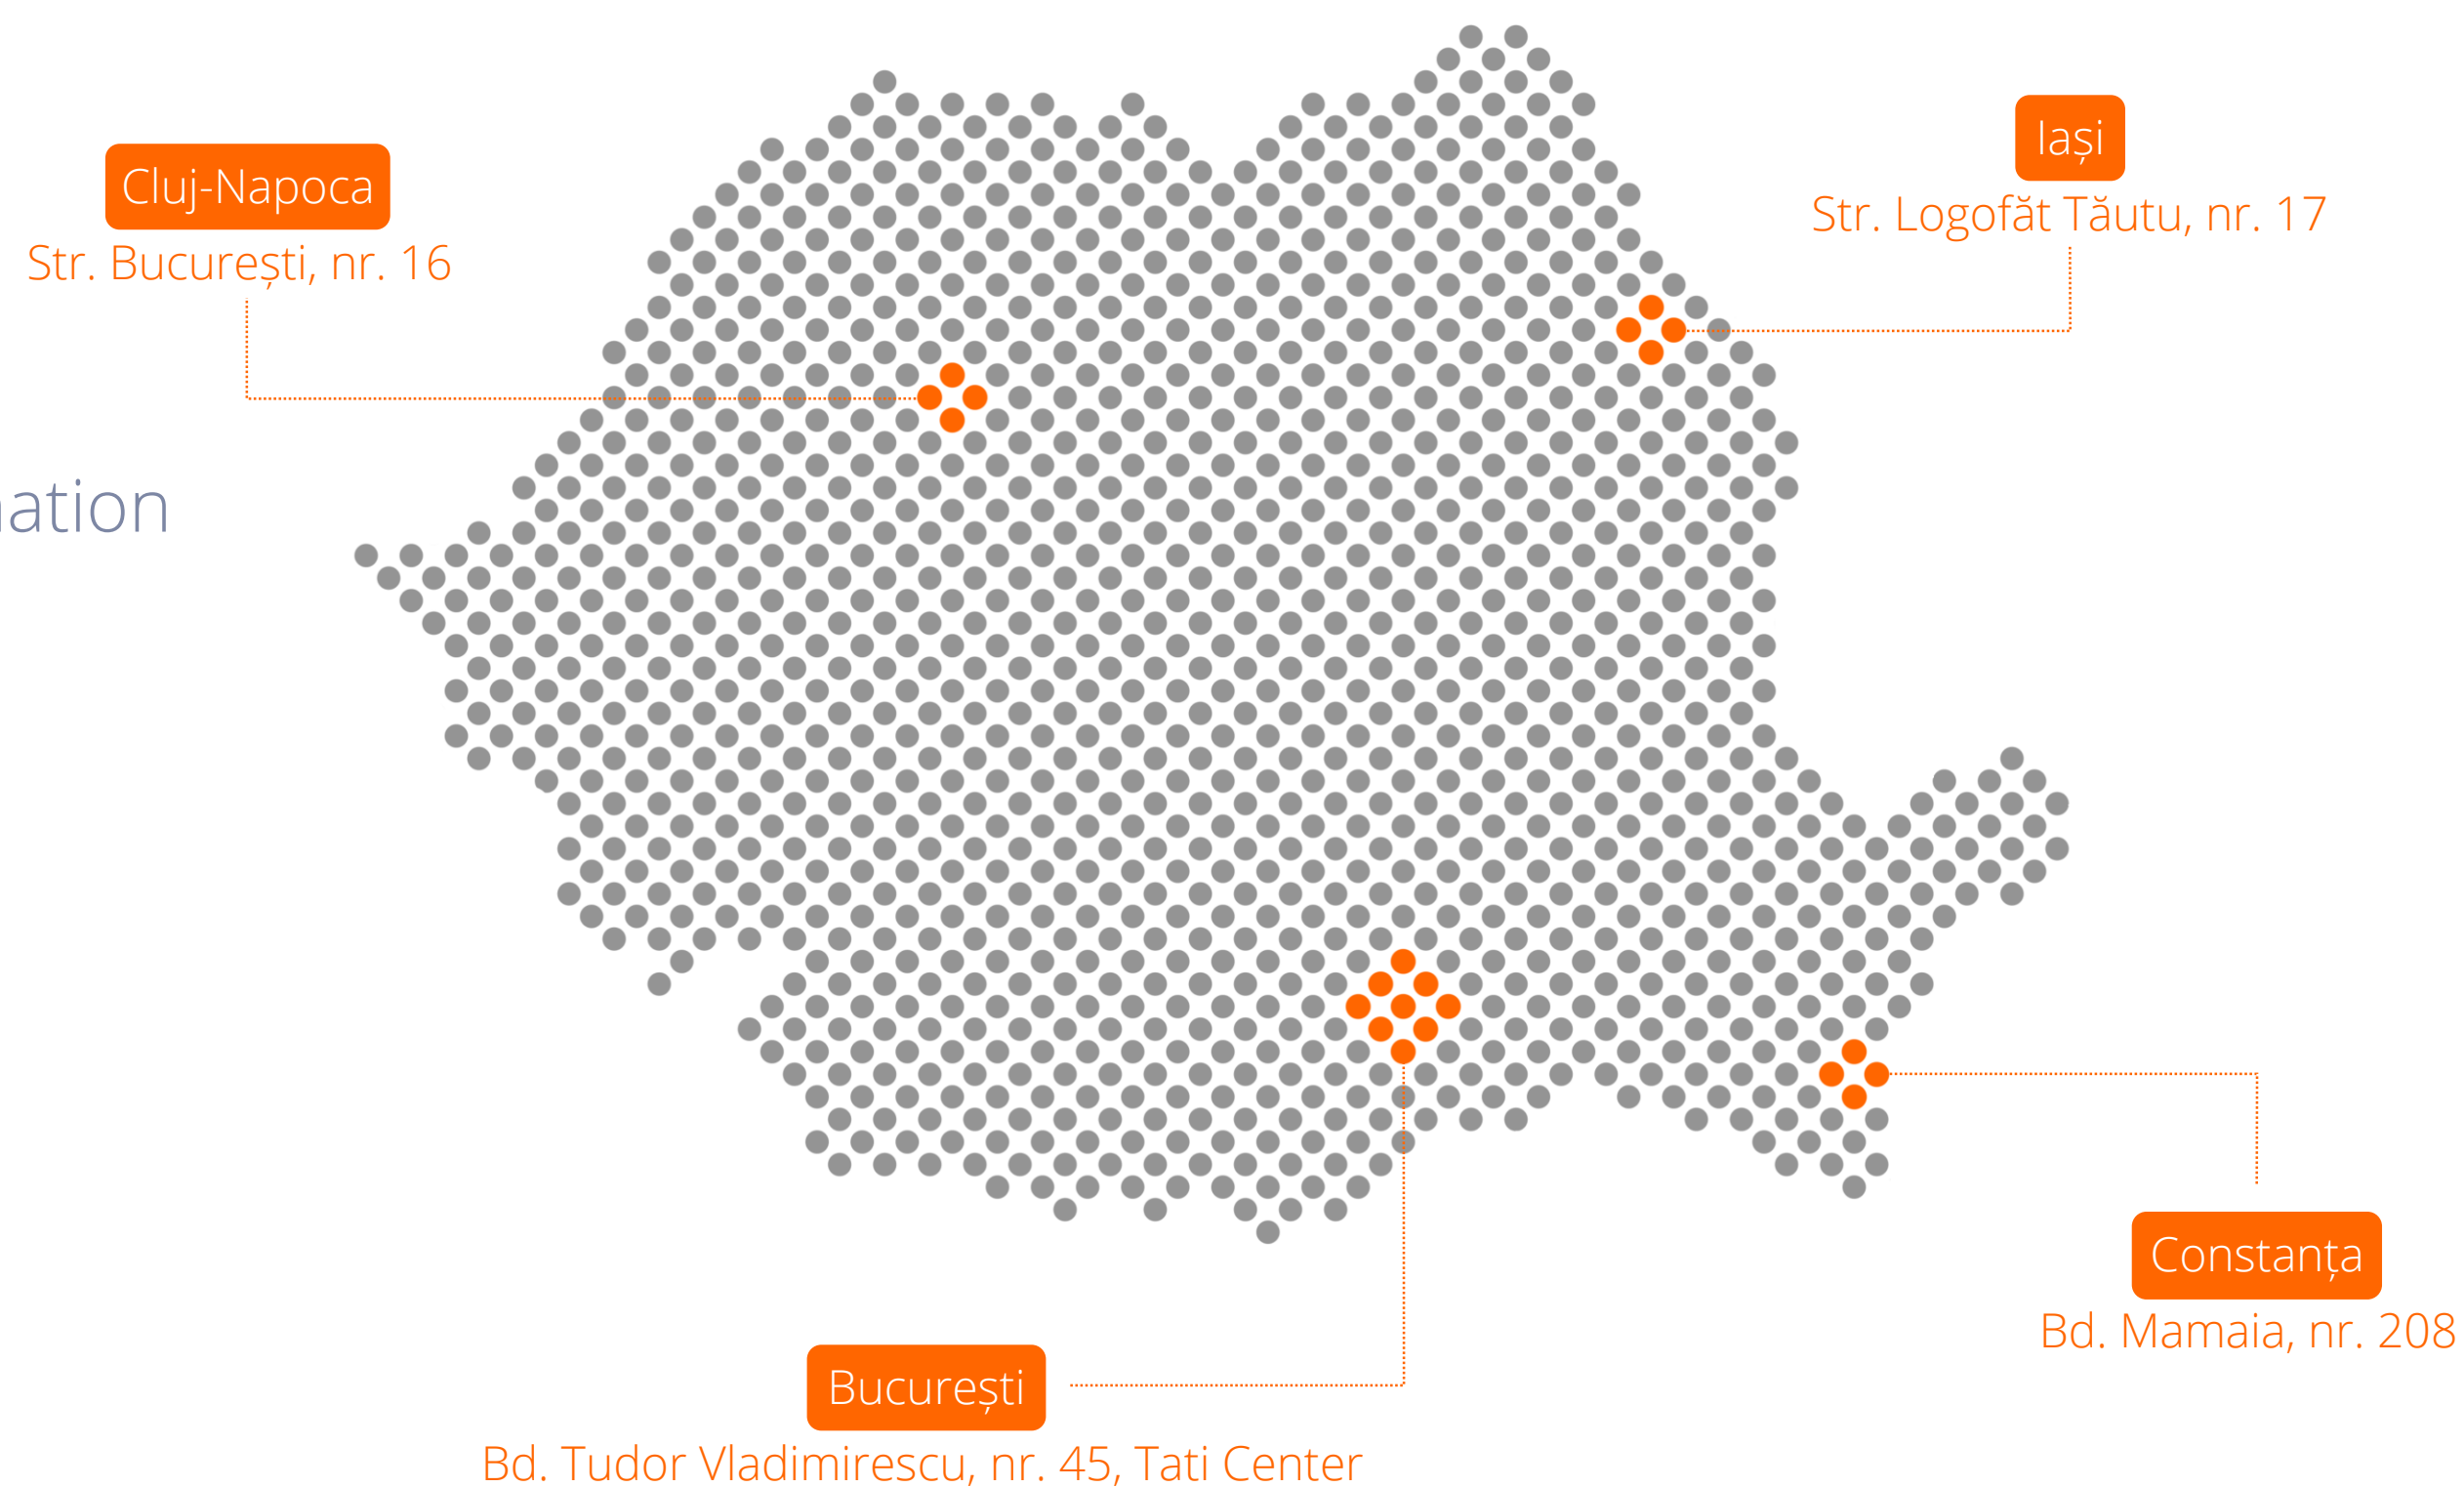 Iași
Str. Logofăt Tăutu, nr. 17
Cluj-Napoca
Str. București, nr. 16
ation
Constanța
Bd. Mamaia, nr. 208
București
Bd. Tudor Vladimirescu, nr. 45, Tati Center